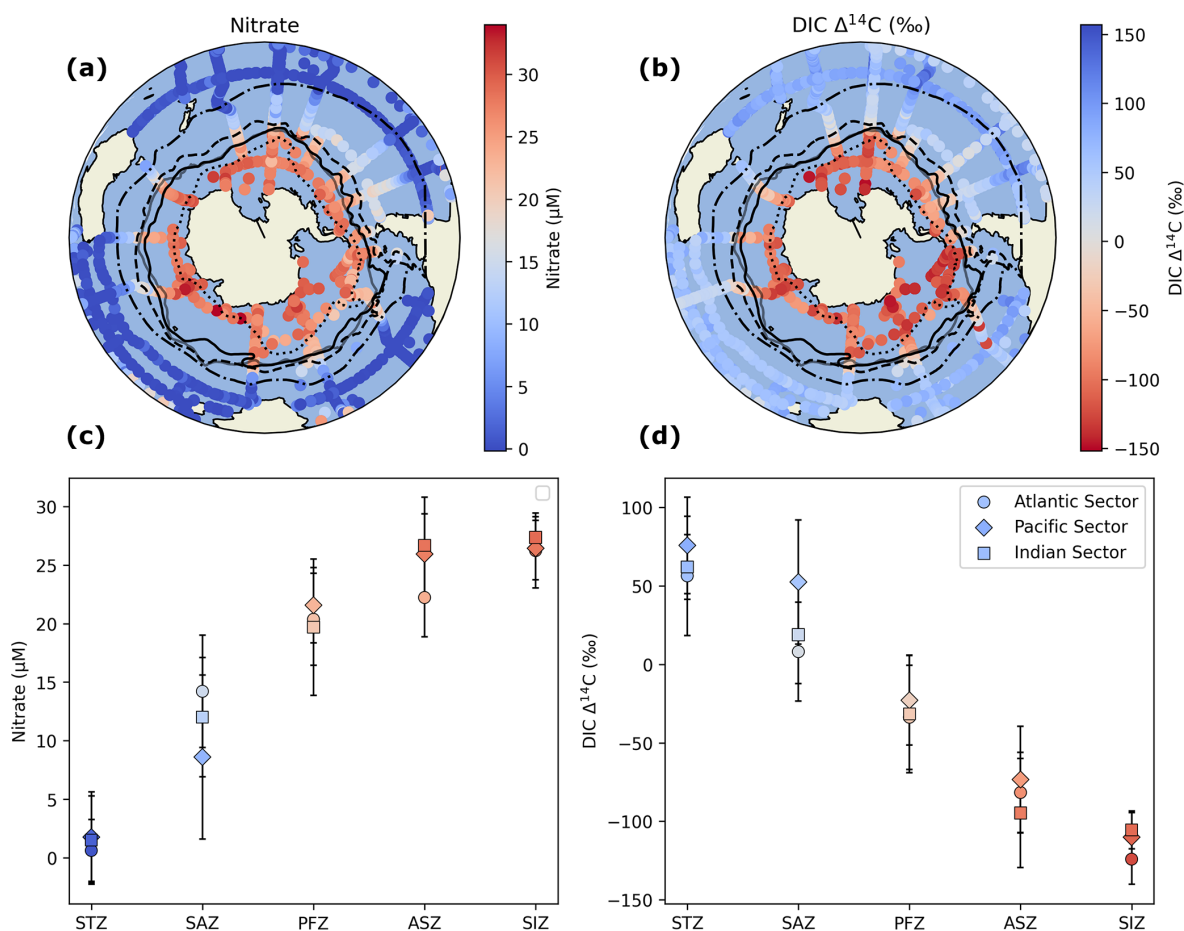 Nitrate
DIC Δ¹⁴C (‰)
(a)
(b)
30
25
20
15
10
5
0
Nitrate (µM)
150
100
50
0
−50
−100
−150
DIC Δ¹⁴C (‰)
(c)
(d)
30
25
20
15
10
5
0
Nitrate (µM)
STZ
SAZ
PFZ
ASZ
SIZ
100
50
0
−50
−100
−150
DIC Δ¹⁴C (‰)
Atlantic Sector
Pacific Sector
Indian Sector
STZ
SAZ
PFZ
ASZ
SIZ